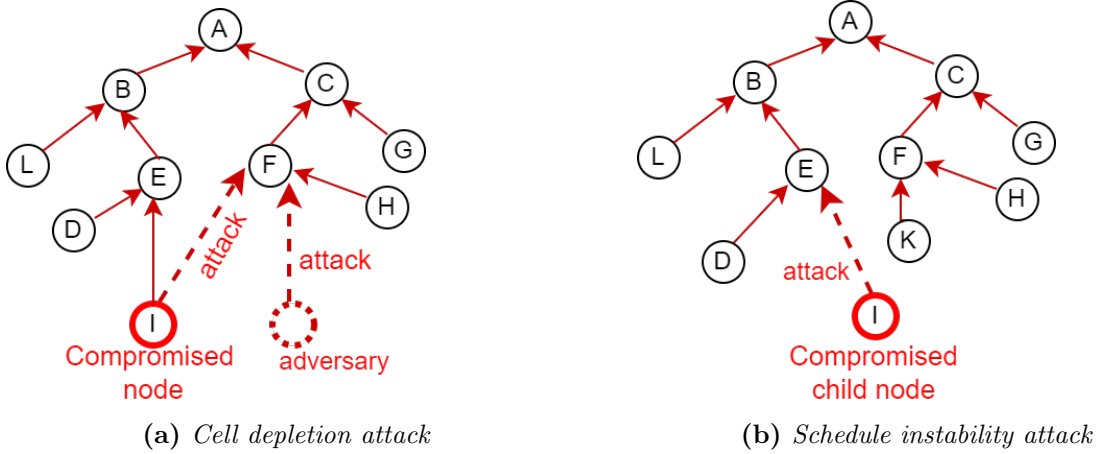 A
B
C
L
E
F
G
D
H
attack
attack
I
Compromised
node
adversary
(a) Cell depletion attack
A
B
C
L
E
F
G
D
K
H
attack
I
Compromised
child node
(b) Schedule instability attack